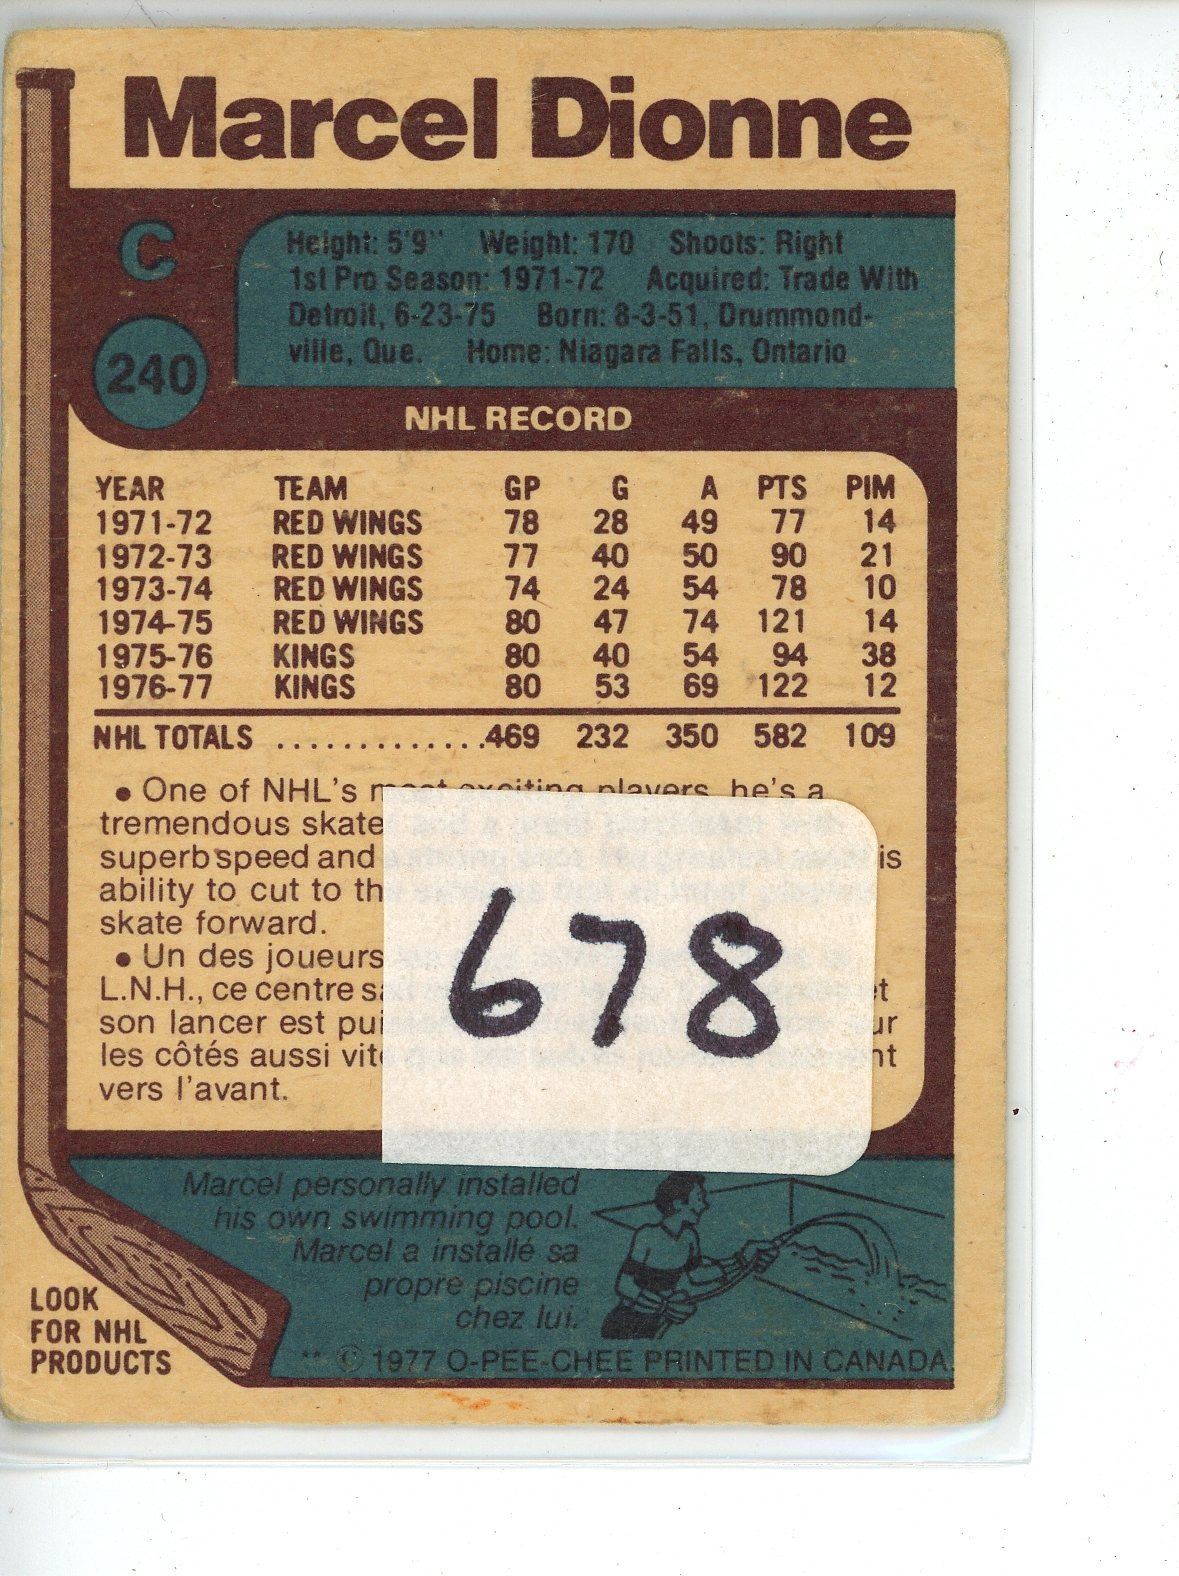 Marcel Dionne
C
240
Height: 5'9" Weight: 170 Shoots: Right
1st Pro Season: 1971-72 Acquired: Trade With
Detroit, 6-23-75 Born: 8-3-51, Drummond-
ville, Que. Home: Niagara Falls, Ontario
NHL RECORD
YEAR TEAM GP G A PTS PIM
1971-72 RED WINGS 78 28 49 77 14
1972-73 RED WINGS 77 40 50 90 21
1973-74 RED WINGS 74 24 54 78 10
1974-75 RED WINGS 80 47 74 121 14
1975-76 KINGS 80 40 54 94 38
1976-77 KINGS 80 53 69 122 12
NHL TOTALS ..............469 232 350 582 109
• One of NHL's most exciting players, he's a
tremendous
superb speed and is
ability to cut to
skate forward.
• Un des joueurs
L.N.H., ce centre
son lancer est
les côtés aussi
vers l'avant.
678
Marcel personally installed
his own swimming pool.
Marcel a installé sa
propre piscine
chez lui.
LOOK
FOR NHL
PRODUCTS
** © 1977 O-PEE-CHEE PRINTED IN CANADA